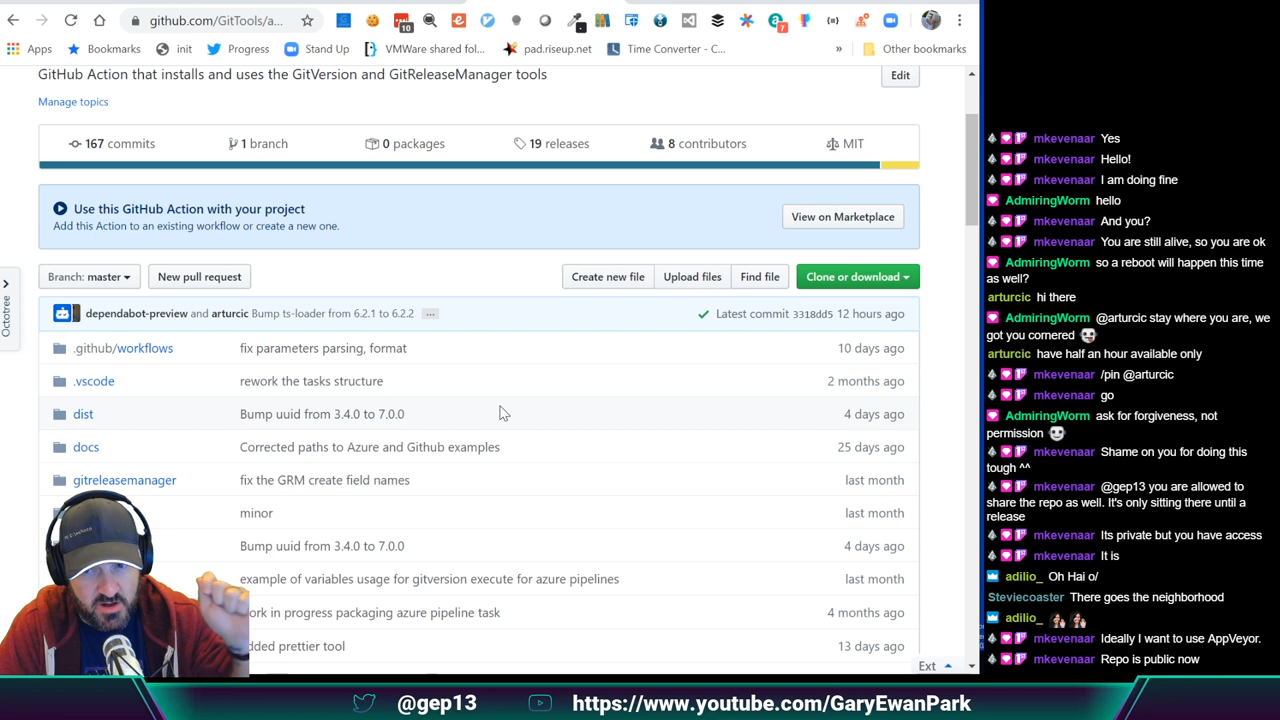 github.com/GitTools/a...
10
7
Apps
Bookmarks
init
Progress
Stand Up
VMWare shared fol...
pad.riseup.net
Time Converter - C...
»
Other bookmarks
GitHub Action that installs and uses the GitVersion and GitReleaseManager tools
Edit
Manage topics
167 commits
1 branch
0 packages
19 releases
8 contributors
MIT
Use this GitHub Action with your project
Add this Action to an existing workflow or create a new one.
View on Marketplace
Octotree
Branch: master
New pull request
Create new file
Upload files
Find file
Clone or download
dependabot-preview and arturcic Bump ts-loader from 6.2.1 to 6.2.2 ...
Latest commit 3318dd5 12 hours ago
.github/workflows fix parameters parsing, format 10 days ago
.vscode rework the tasks structure 2 months ago
dist Bump uuid from 3.4.0 to 7.0.0 4 days ago
docs Corrected paths to Azure and Github examples 25 days ago
gitreleasemanager fix the GRM create field names last month
minor last month
Bump uuid from 3.4.0 to 7.0.0 4 days ago
example of variables usage for gitversion execute for azure pipelines last month
ork in progress packaging azure pipeline task 4 months ago
dded prettier tool 13 days ago
Ext
mkevenaar Yes
mkevenaar Hello!
mkevenaar I am doing fine
AdmiringWorm hello
mkevenaar And you?
mkevenaar You are still alive, so you are ok
AdmiringWorm so a reboot will happen this time
as well?
arturcic hi there
AdmiringWorm @arturcic stay where you are, we
got you cornered
arturcic have half an hour available only
mkevenaar /pin @arturcic
mkevenaar go
AdmiringWorm ask for forgiveness, not
permission
mkevenaar Shame on you for doing this
tough ^^
mkevenaar @gep13 you are allowed to
share the repo as well. It's only sitting there until a
release
mkevenaar Its private but you have access
mkevenaar It is
adilio_ Oh Hai o/
Steviecoaster There goes the neighborhood
adilio_
mkevenaar Ideally I want to use AppVeyor.
mkevenaar Repo is public now
@gep13
https://www.youtube.com/GaryEwanPark